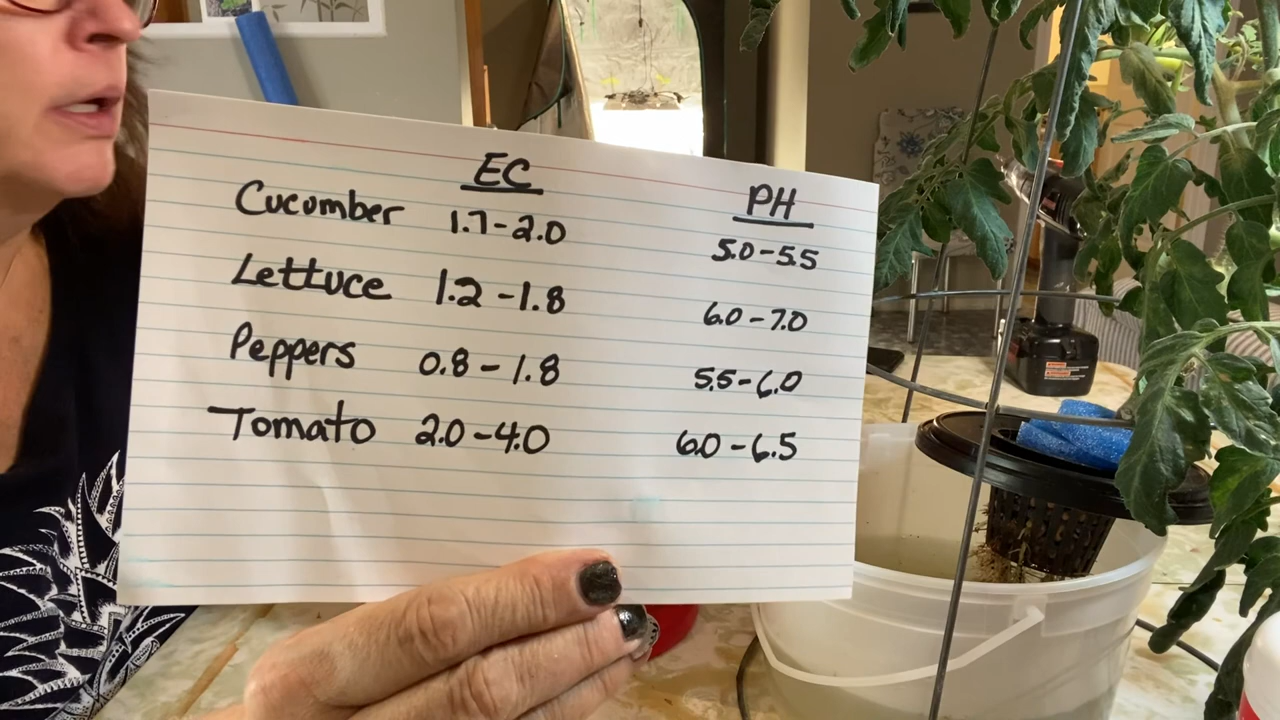 EC PH
Cucumber 1.7-2.0 5.0-5.5
Lettuce 1.2-1.8 6.0-7.0
Peppers 0.8-1.8 5.5-6.0
Tomato 2.0-4.0 6.0-6.5